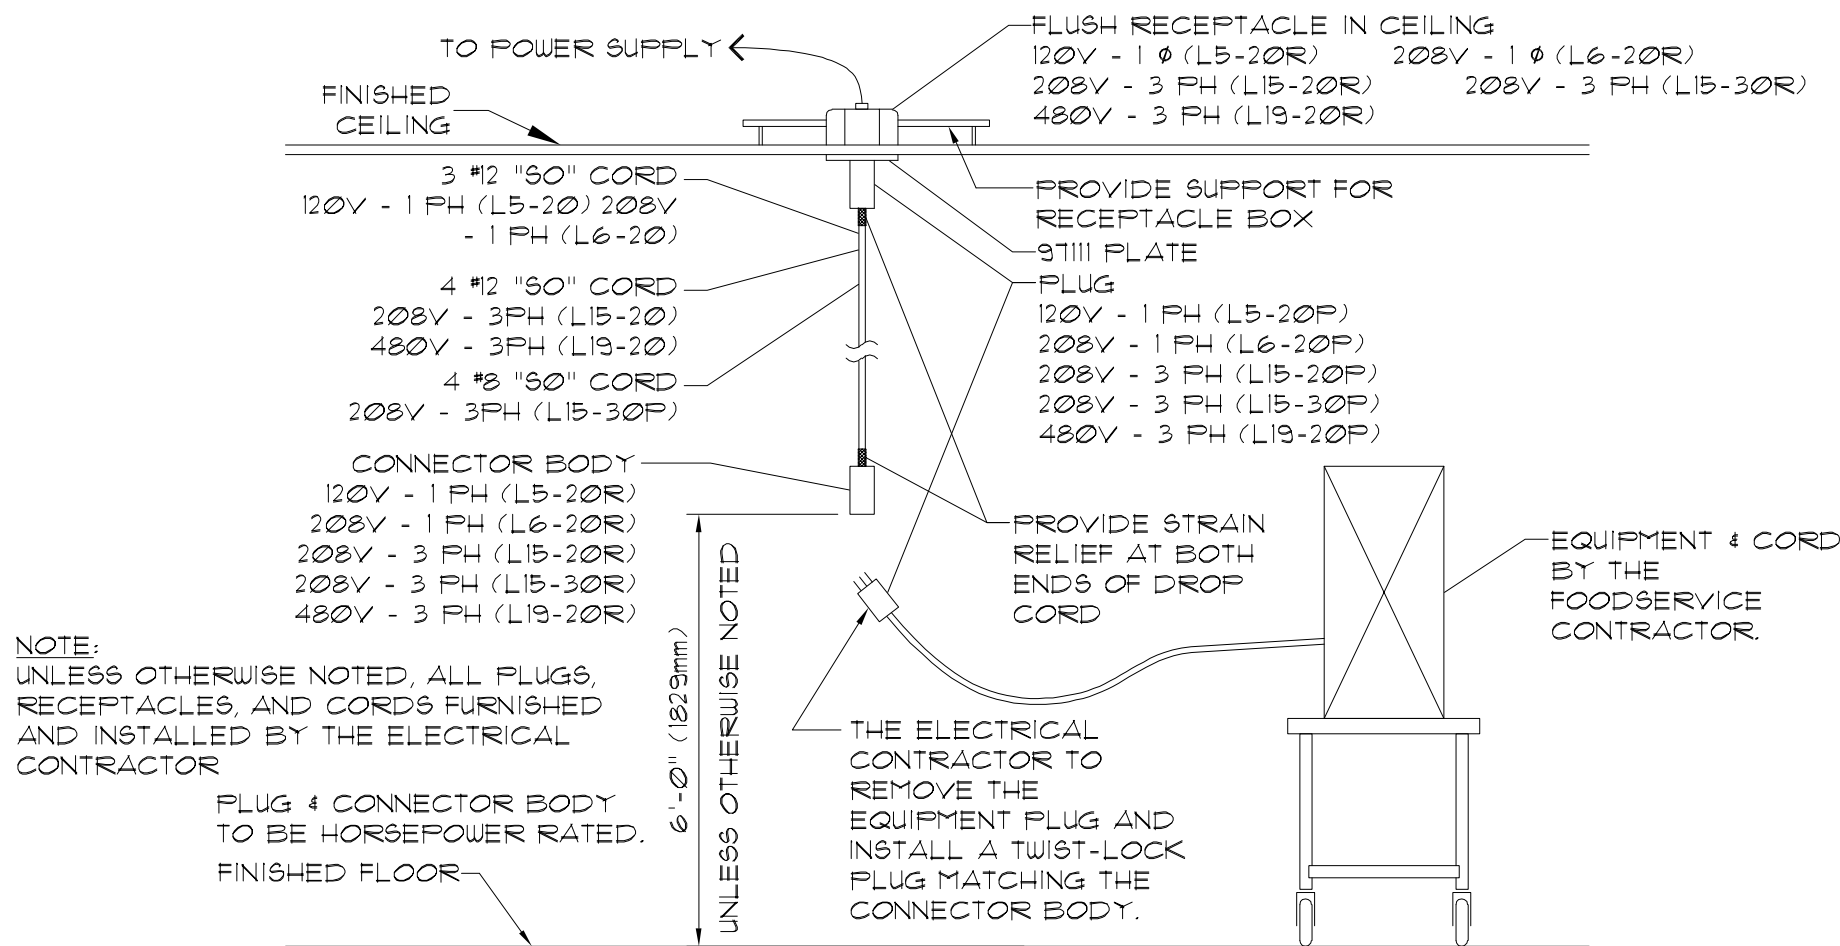 TO POWER SUPPLY
FLUSH RECEPTACLE IN CEILING
120V - 1 φ (L5-20R) 208V - 1 φ (L6-20R)
208V - 3 PH (L15-20R) 208V - 3 PH (L15-30R)
480V - 3 PH (L19-20R)
FINISHED
CEILING
3 #12 "SO" CORD
120V - 1 PH (L5-20) 208V
- 1 PH (L6-20)
4 #12 "SO" CORD
208V - 3PH (L15-20)
480V - 3PH (L19-20)
4 #8 "SO" CORD
208V - 3PH (L15-30P)
CONNECTOR BODY
120V - 1 PH (L5-20R)
208V - 1 PH (L6-20R)
208V - 3 PH (L15-20R)
208V - 3 PH (L15-30R)
480V - 3 PH (L19-20R)
PROVIDE SUPPORT FOR
RECEPTACLE BOX
97111 PLATE
PLUG
120V - 1 PH (L5-20P)
208V - 1 PH (L6-20P)
208V - 3 PH (L15-20P)
208V - 3 PH (L15-30P)
480V - 3 PH (L19-20P)
PROVIDE STRAIN
RELIEF AT BOTH
ENDS OF DROP
CORD
EQUIPMENT & CORD
BY THE
FOODSERVICE
CONTRACTOR.
NOTE:
UNLESS OTHERWISE NOTED, ALL PLUGS,
RECEPTACLES, AND CORDS FURNISHED
AND INSTALLED BY THE ELECTRICAL
CONTRACTOR
PLUG & CONNECTOR BODY
TO BE HORSEPOWER RATED.
FINISHED FLOOR
6'-0" (1829mm)
UNLESS OTHERWISE NOTED
THE ELECTRICAL
CONTRACTOR TO
REMOVE THE
EQUIPMENT PLUG AND
INSTALL A TWIST-LOCK
PLUG MATCHING THE
CONNECTOR BODY.